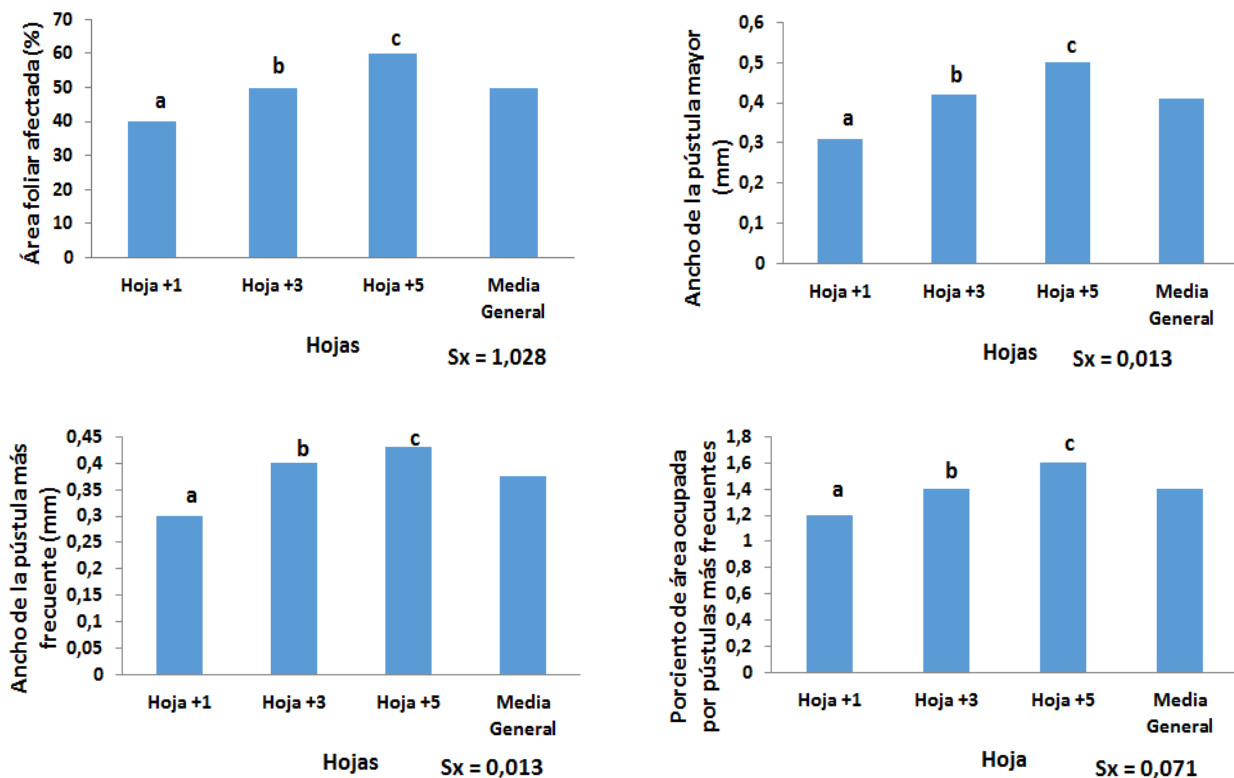 Área foliar afectada (%)
70
60
50
40
30
20
10
0
a
b
c
Hoja +1
Hoja +3
Hoja +5
Media
General
Hojas
Sx = 1,028
Ancho de la pústula mayor
(mm)
0,6
0,5
0,4
0,3
0,2
0,1
0
a
b
c
Hoja +1
Hoja +3
Hoja +5
Media
General
Hojas
Sx = 0,013
Ancho de la pústula más
frecuente (mm)
0,45
0,4
0,35
0,3
0,25
0,2
0,15
0,1
0,05
0
a
b
c
Hoja +1
Hoja +3
Hoja +5
Media
General
Hojas
Sx = 0,013
Porciento de área ocupada
por pústulas más frecuentes
1,8
1,6
1,4
1,2
1
0,8
0,6
0,4
0,2
0
a
b
c
Hoja +1
Hoja +3
Hoja +5
Media
General
Hoja
Sx = 0,071